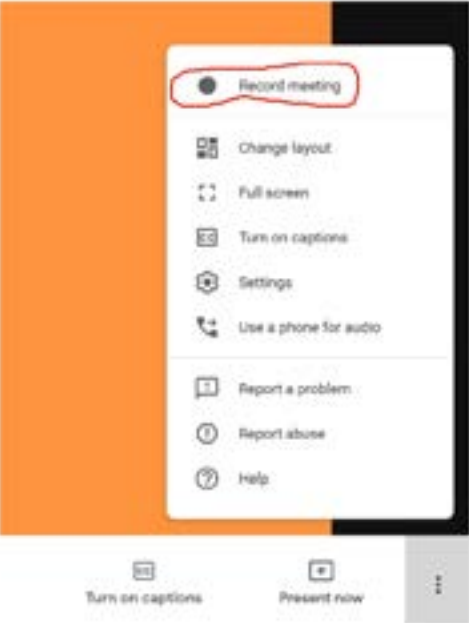 Record meeting
Change layout
Full screen
Turn on captions
Settings
Use a phone for audio
Report a problem
Report abuse
Help
Turn on captions
Present now